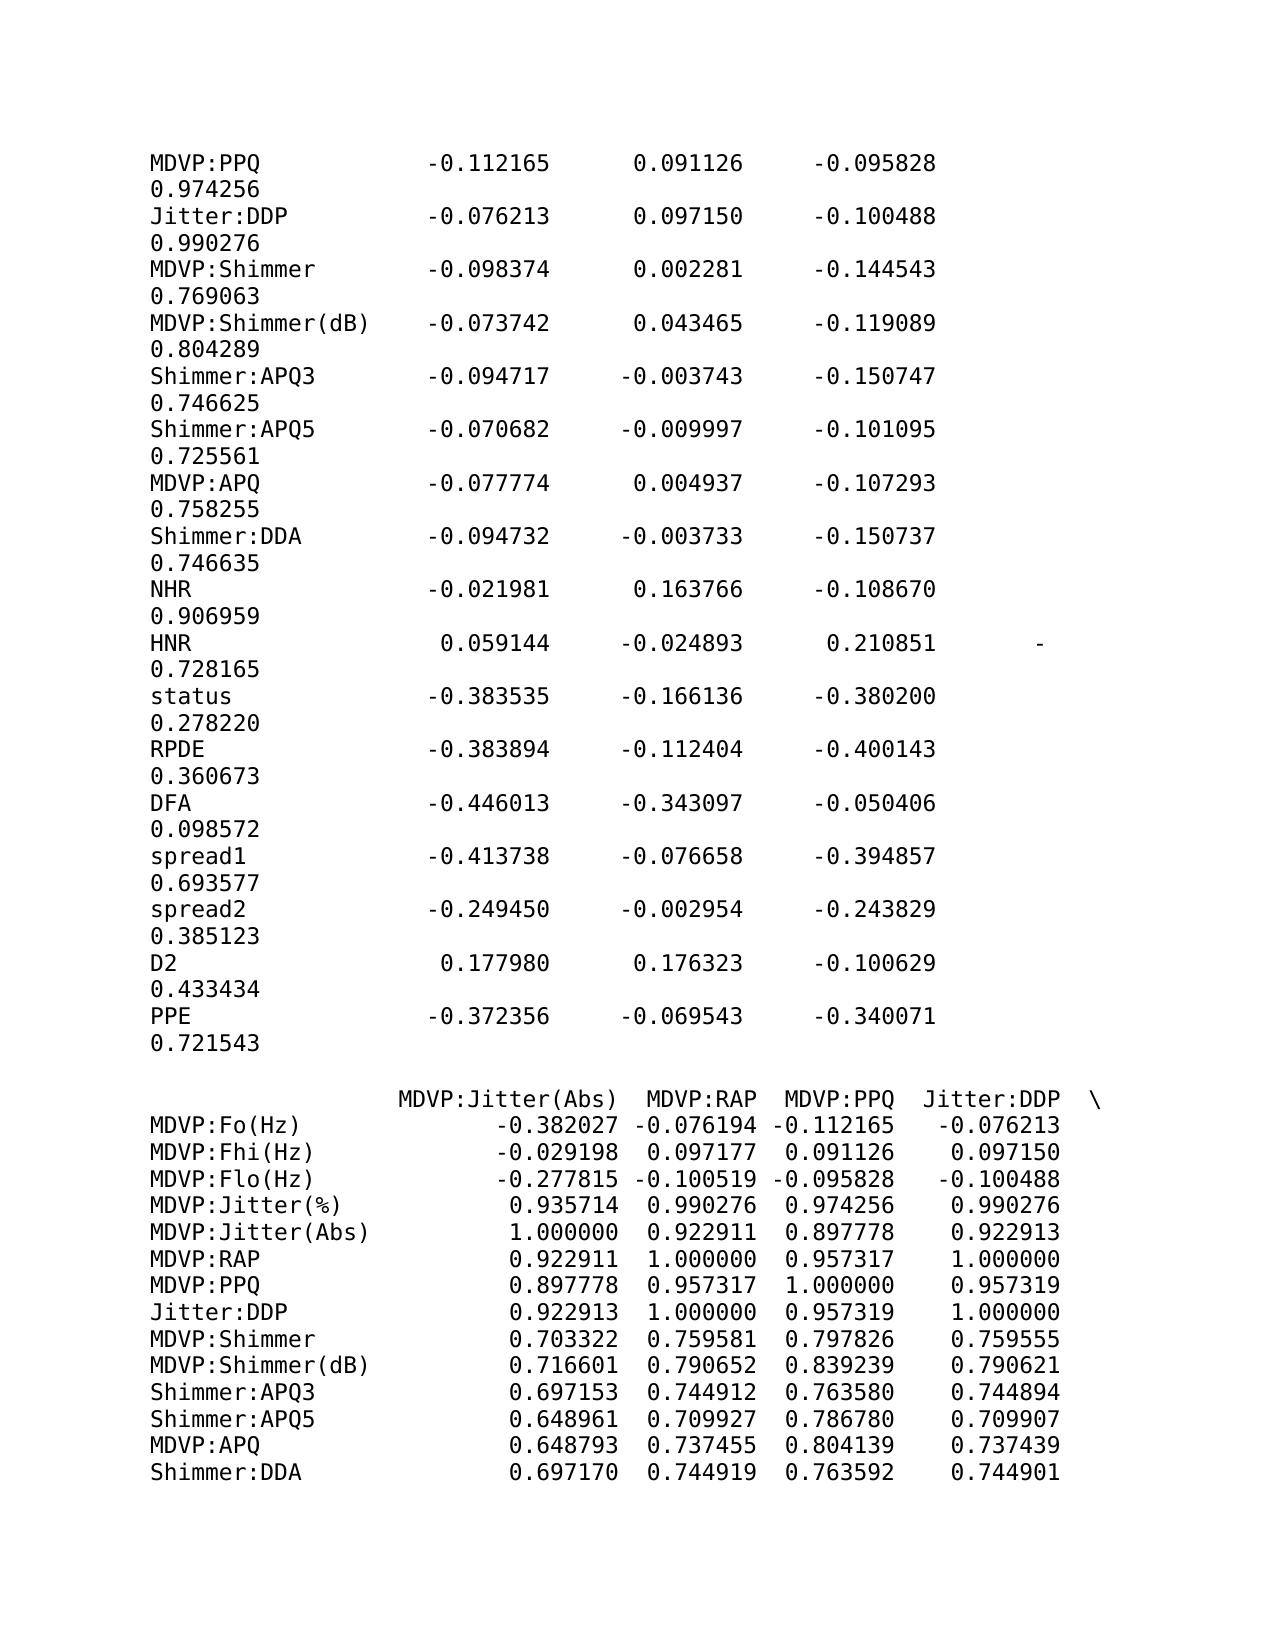 MDVP:PPQ            -0.112165      0.091126     -0.095828
0.974256
Jitter:DDP          -0.076213      0.097150     -0.100488
0.990276
MDVP:Shimmer        -0.098374      0.002281     -0.144543
0.769063
MDVP:Shimmer(dB)    -0.073742      0.043465     -0.119089
0.804289
Shimmer:APQ3        -0.094717     -0.003743     -0.150747
0.746625
Shimmer:APQ5        -0.070682     -0.009997     -0.101095
0.725561
MDVP:APQ            -0.077774      0.004937     -0.107293
0.758255
Shimmer:DDA         -0.094732     -0.003733     -0.150737
0.746635
NHR                 -0.021981      0.163766     -0.108670
0.906959
HNR                  0.059144     -0.024893      0.210851       -
0.728165
status              -0.383535     -0.166136     -0.380200
0.278220
RPDE                -0.383894     -0.112404     -0.400143
0.360673
DFA                 -0.446013     -0.343097     -0.050406
0.098572
spread1             -0.413738     -0.076658     -0.394857
0.693577
spread2             -0.249450     -0.002954     -0.243829
0.385123
D2                   0.177980      0.176323     -0.100629
0.433434
PPE                 -0.372356     -0.069543     -0.340071
0.721543
                  MDVP:Jitter(Abs)  MDVP:RAP  MDVP:PPQ  Jitter:DDP  \
MDVP:Fo(Hz)              -0.382027 -0.076194 -0.112165   -0.076213
MDVP:Fhi(Hz)             -0.029198  0.097177  0.091126    0.097150
MDVP:Flo(Hz)             -0.277815 -0.100519 -0.095828   -0.100488
MDVP:Jitter(%)            0.935714  0.990276  0.974256    0.990276
MDVP:Jitter(Abs)          1.000000  0.922911  0.897778    0.922913
MDVP:RAP                  0.922911  1.000000  0.957317    1.000000
MDVP:PPQ                  0.897778  0.957317  1.000000    0.957319
Jitter:DDP                0.922913  1.000000  0.957319    1.000000
MDVP:Shimmer              0.703322  0.759581  0.797826    0.759555
MDVP:Shimmer(dB)          0.716601  0.790652  0.839239    0.790621
Shimmer:APQ3              0.697153  0.744912  0.763580    0.744894
Shimmer:APQ5              0.648961  0.709927  0.786780    0.709907
MDVP:APQ                  0.648793  0.737455  0.804139    0.737439
Shimmer:DDA               0.697170  0.744919  0.763592    0.744901